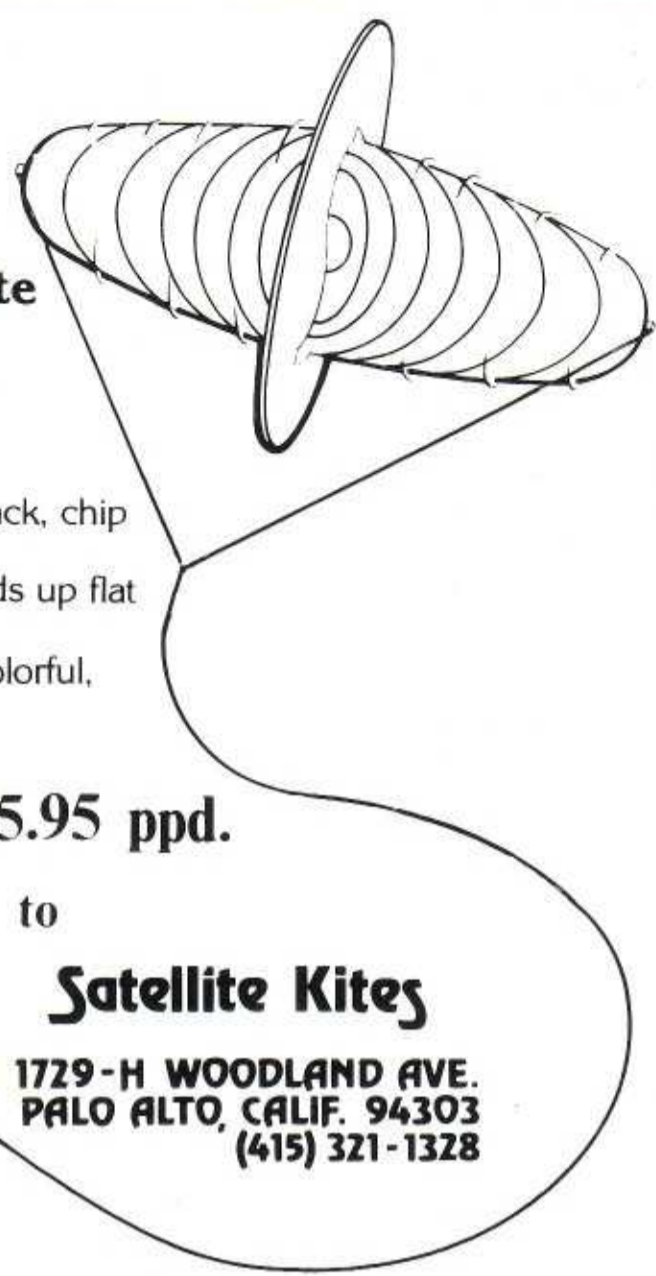 te
ck, chip
ds up flat
olorful,
5.95 ppd.
to
Satellite Kites
1729-H WOODLAND AVE.
PALO ALTO, CALIF. 94303
(415) 321-1328